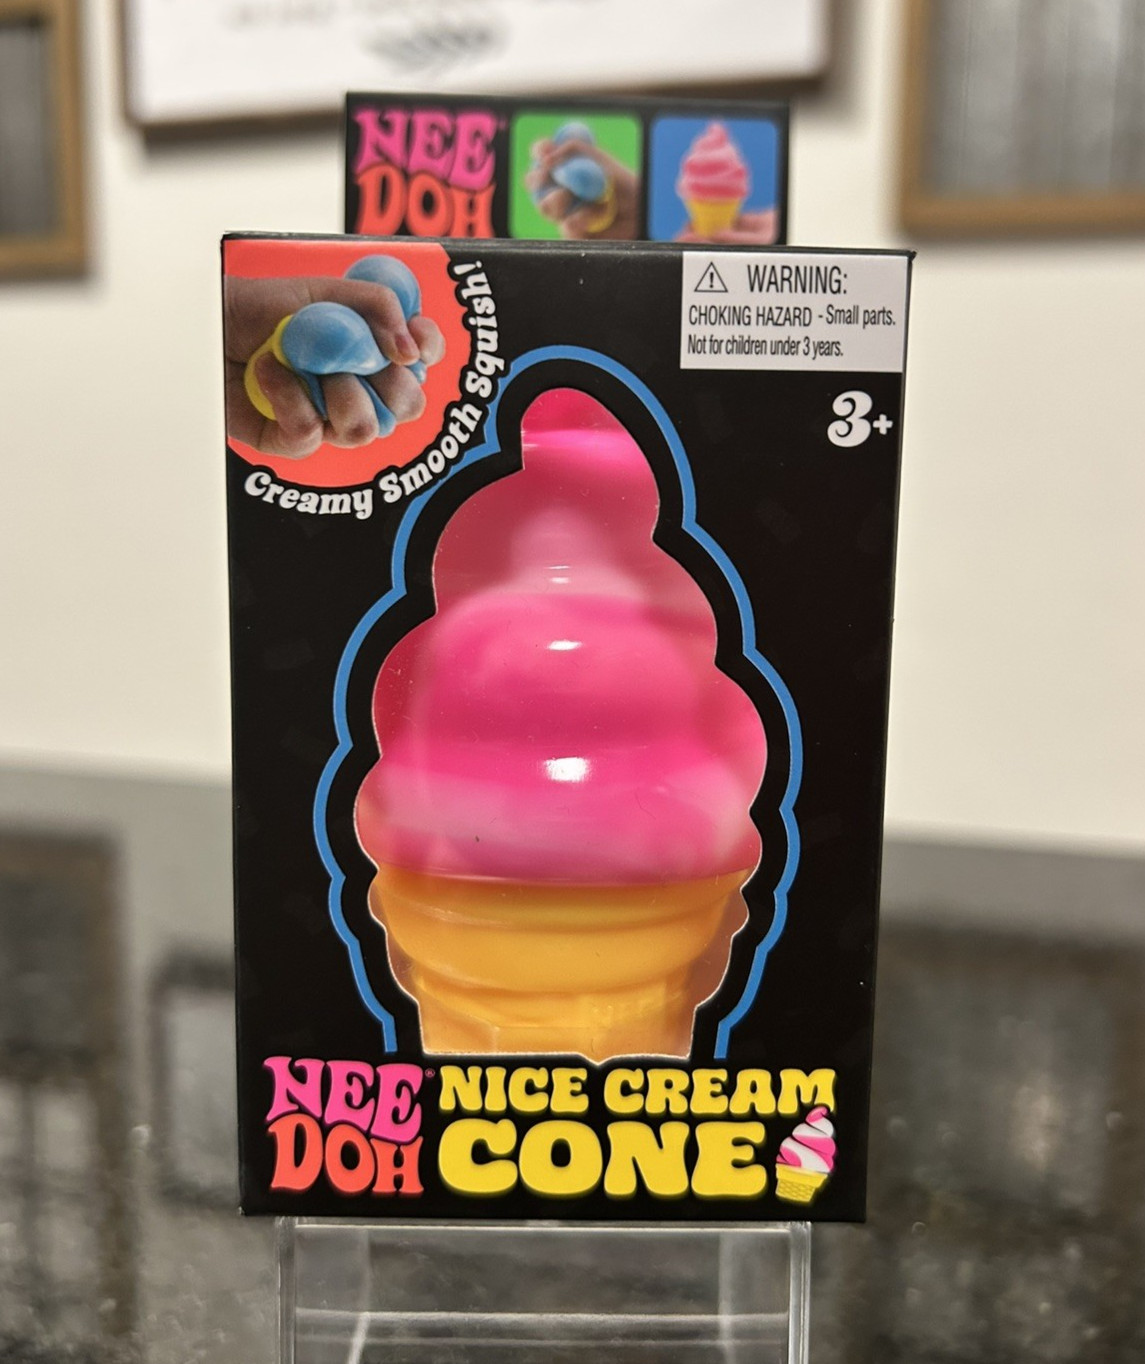 NEE
DOH
⚠ WARNING:
CHOKING HAZARD - Small parts.
Not for children under 3 years.
3+
Creamy Smooth Squish!
NEE® NICE CREAM
DOH CONE